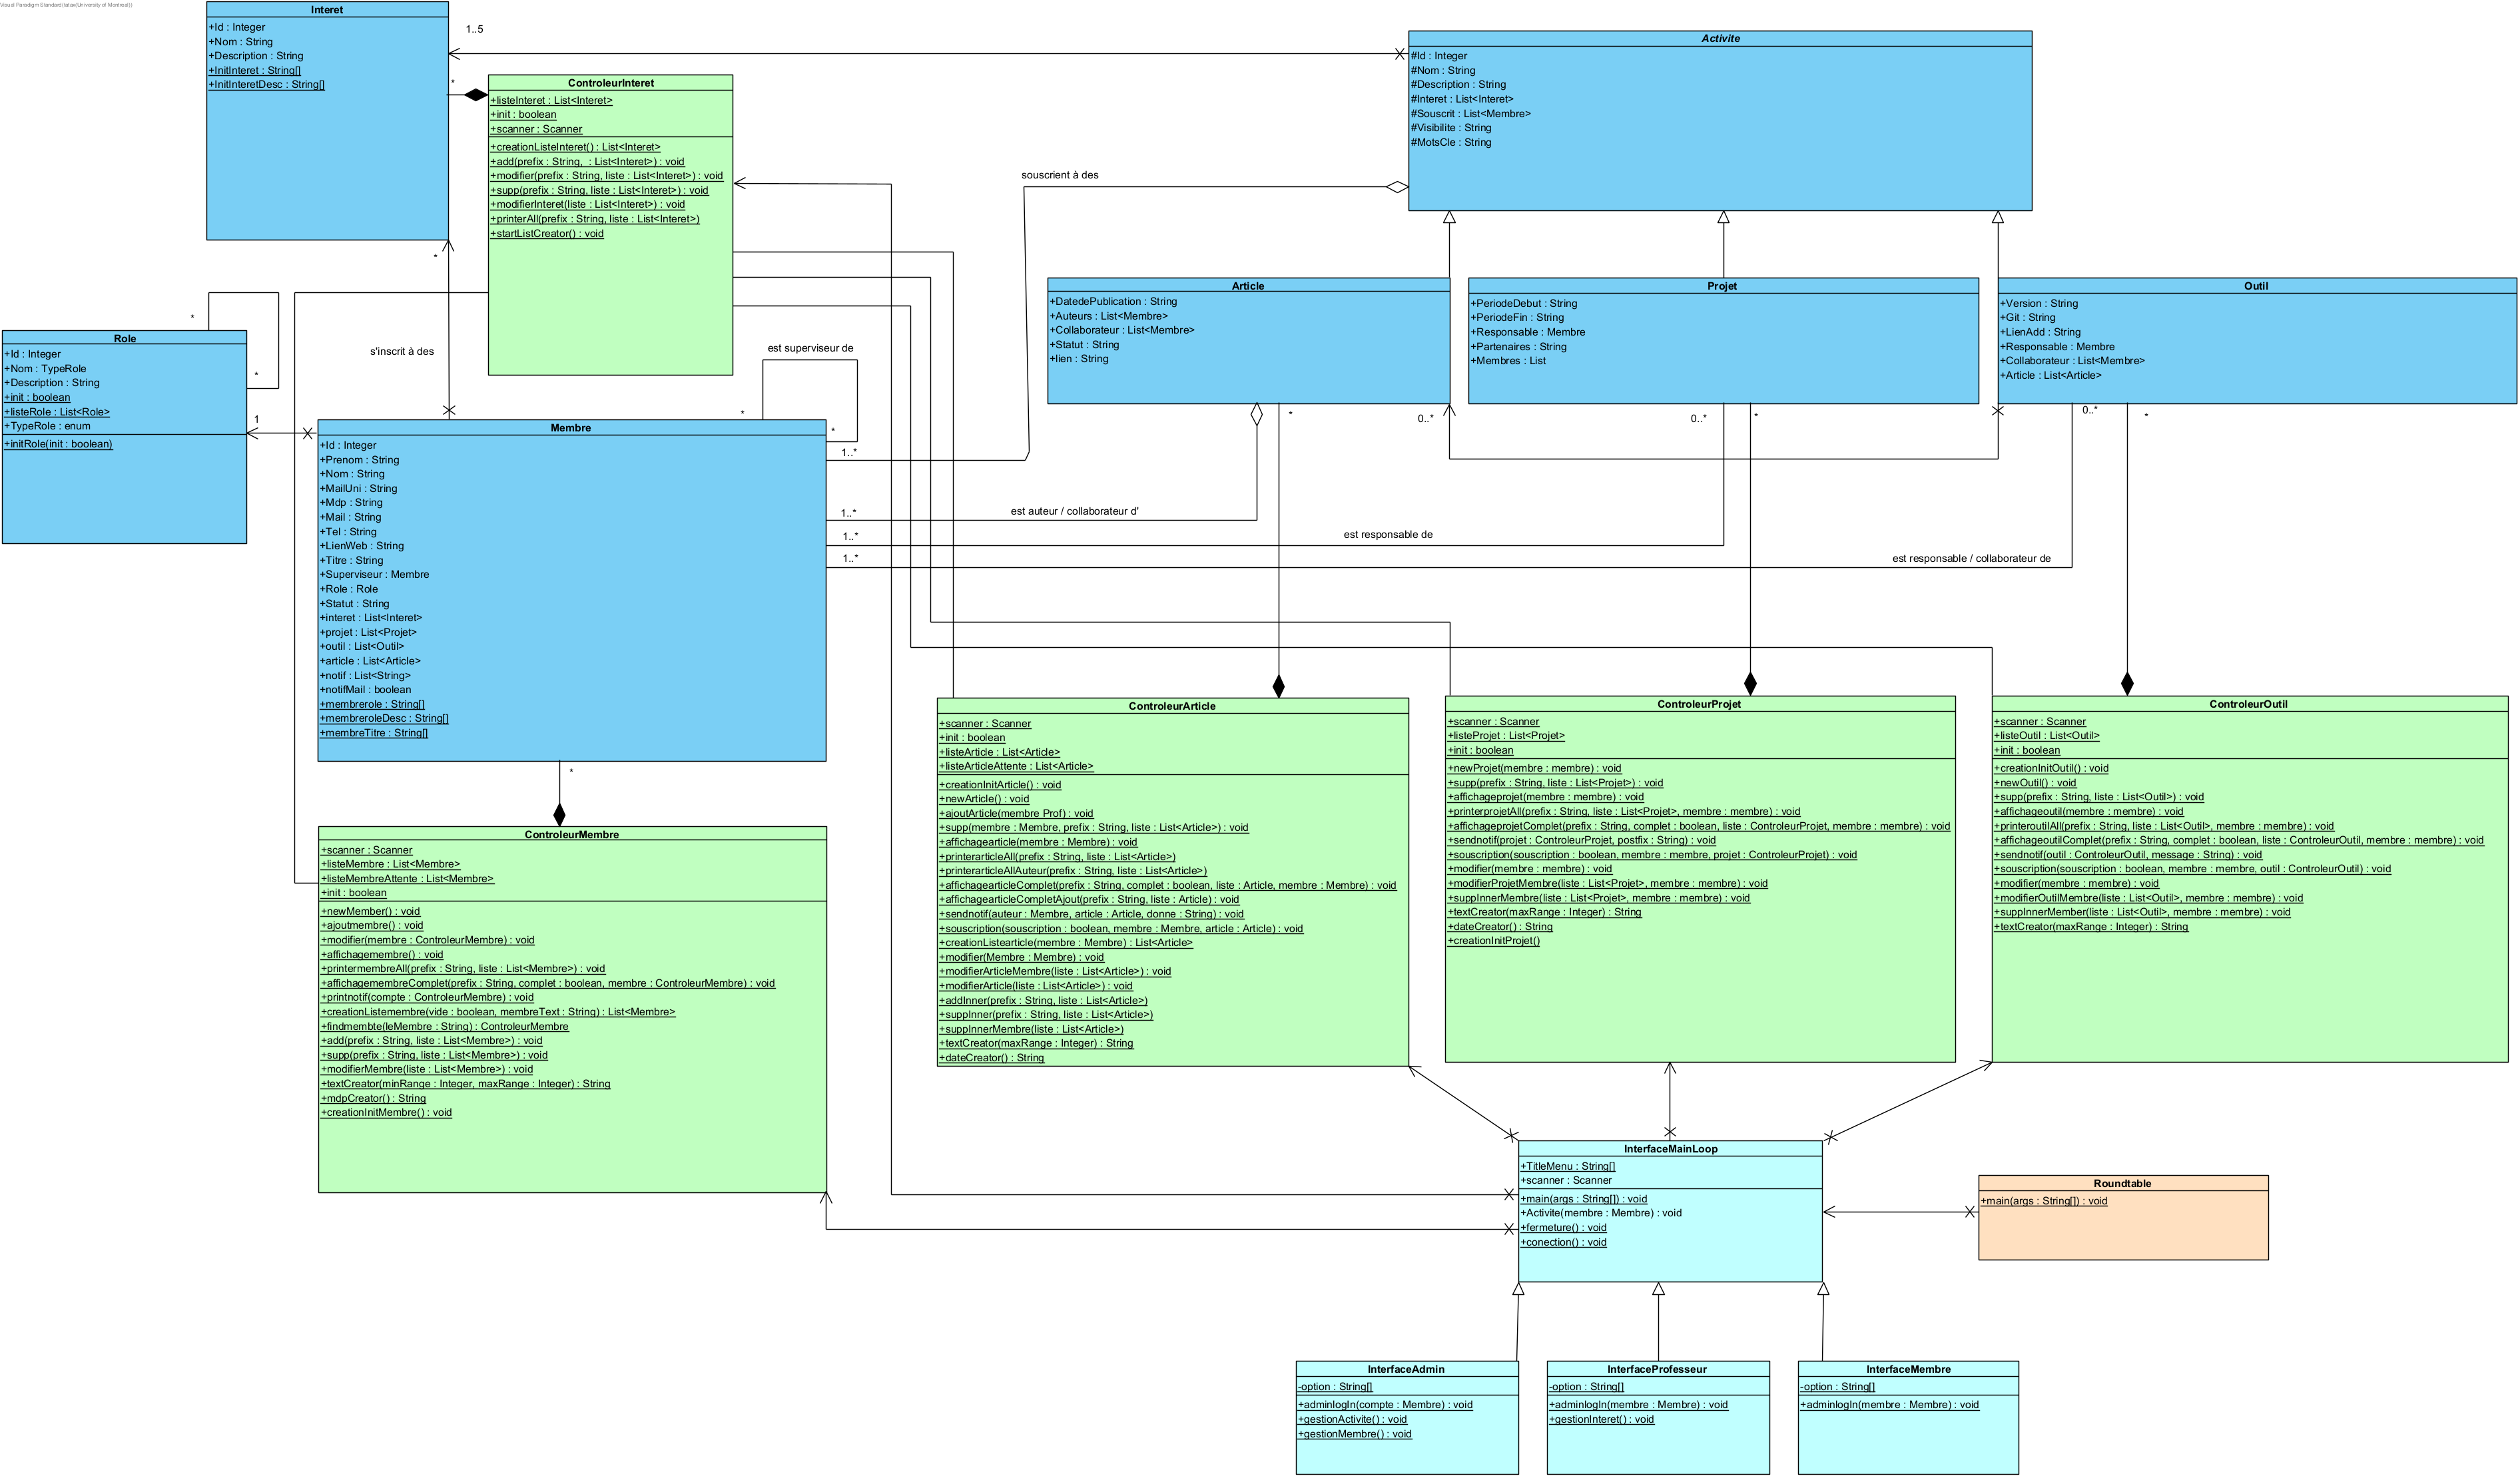 Visual Paradigm Standard(tatiax(University of Montreal))
Interet
+Id : Integer
+Nom : String
+Description : String
+InitInteret : String[]
+InitInteretDesc : String[]
1..5
*
ControleurInteret
+listeInteret : List<Interet>
+init : boolean
+scanner : Scanner
+creationListeInteret() : List<Interet>
+add(prefix : String, : List<Interet>) : void
+modifier(prefix : String, liste : List<Interet>) : void
+supp(prefix : String, liste : List<Interet>) : void
+modifierInteret(liste : List<Interet>) : void
+printerAll(prefix : String, liste : List<Interet>)
+startListCreator() : void
Activite
#Id : Integer
#Nom : String
#Description : String
#Interet : List<Interet>
#Souscrit : List<Membre>
#Visibilite : String
#MotsCle : String
souscrient à des
*
Article
+DatedePublication : String
+Auteurs : List<Membre>
+Collaborateur : List<Membre>
+Statut : String
+lien : String
Projet
+PeriodeDebut : String
+PeriodeFin : String
+Responsable : Membre
+Partenaires : String
+Membres : List
Outil
+Version : String
+Git : String
+LienAdd : String
+Responsable : Membre
+Collaborateur : List<Membre>
+Article : List<Article>
*
*
Role
+Id : Integer
+Nom : TypeRole
+Description : String
+init : boolean
+listeRole : List<Role>
+TypeRole : enum
+initRole(init : boolean)
1
s'inscrit à des
est superviseur de
*
*
*
0..*
0..*
*
0..*
*
Membre
+Id : Integer
+Prenom : String
+Nom : String
+MailUni : String
+Mdp : String
+Mail : String
+Tel : String
+LienWeb : String
+Titre : String
+Superviseur : Membre
+Role : Role
+Statut : String
+interet : List<Interet>
+projet : List<Projet>
+outil : List<Outil>
+article : List<Article>
+notif : List<String>
+notifMail : boolean
+membrerole : String[]
+membreroleDesc : String[]
+membreTitre : String[]
1..*
1..*
est auteur / collaborateur d'
1..*
est responsable de
1..*
est responsable / collaborateur de
*
ControleurMembre
+scanner : Scanner
+listeMembre : List<Membre>
+listeMembreAttente : List<Membre>
+init : boolean
+newMember() : void
+ajoutmembre() : void
+modifier(membre : ControleurMembre) : void
+affichagemembre() : void
+printermembreAll(prefix : String, liste : List<Membre>) : void
+affichagemembreComplet(prefix : String, complet : boolean, membre : ControleurMembre) : void
+printnotif(compte : ControleurMembre) : void
+creationListemembre(vide : boolean, membreText : String) : List<Membre>
+findmembte(leMembre : String) : ControleurMembre
+add(prefix : String, liste : List<Membre>) : void
+supp(prefix : String, liste : List<Membre>) : void
+modifierMembre(liste : List<Membre>) : void
+textCreator(minRange : Integer, maxRange : Integer) : String
+mdpCreator() : String
+creationInitMembre() : void
ControleurArticle
+scanner : Scanner
+init : boolean
+listeArticle : List<Article>
+listeArticleAttente : List<Article>
+creationInitArticle() : void
+newArticle() : void
+ajoutArticle(membre Prof) : void
+supp(membre : Membre, prefix : String, liste : List<Article>) : void
+affichagearticle(membre : Membre) : void
+printerarticleAll(prefix : String, liste : List<Article>)
+printerarticleAllAuteur(prefix : String, liste : List<Article>)
+affichagearticleComplet(prefix : String, complet : boolean, liste : Article, membre : Membre) : void
+affichagearticleCompletAjout(prefix : String, liste : Article) : void
+sendnotif(auteur : Membre, article : Article, donne : String) : void
+souscription(souscription : boolean, membre : Membre, article : Article) : void
+creationListearticle(membre : Membre) : List<Article>
+modifier(Membre : Membre) : void
+modifierArticleMembre(liste : List<Article>) : void
+modifierArticle(liste : List<Article>) : void
+addInner(prefix : String, liste : List<Article>)
+suppInner(prefix : String, liste : List<Article>)
+suppInnerMembre(liste : List<Article>)
+textCreator(maxRange : Integer) : String
+dateCreator() : String
ControleurProjet
+scanner : Scanner
+listeProjet : List<Projet>
+init : boolean
+newProjet(membre : membre) : void
+supp(prefix : String, liste : List<Projet>) : void
+affichageprojet(membre : membre) : void
+printerprojetAll(prefix : String, liste : List<Projet>, membre : membre) : void
+affichageprojetComplet(prefix : String, complet : boolean, liste : ControleurProjet, membre : membre) : void
+sendnotif(projet : ControleurProjet, postfix : String) : void
+souscription(souscription : boolean, membre : membre, projet : ControleurProjet) : void
+modifier(membre : membre) : void
+modifierProjetMembre(liste : List<Projet>, membre : membre) : void
+suppInnerMembre(liste : List<Projet>, membre : membre) : void
+textCreator(maxRange : Integer) : String
+dateCreator() : String
+creationInitProjet()
ControleurOutil
+scanner : Scanner
+listeOutil : List<Outil>
+init : boolean
+creationInitOutil() : void
+newOutil() : void
+supp(prefix : String, liste : List<Outil>) : void
+affichageoutil(membre : membre) : void
+printeroutilAll(prefix : String, liste : List<Outil>, membre : membre) : void
+affichageoutilComplet(prefix : String, complet : boolean, liste : ControleurOutil, membre : membre) : void
+sendnotif(outil : ControleurOutil, message : String) : void
+souscription(souscription : boolean, membre : membre, outil : ControleurOutil) : void
+modifier(membre : membre) : void
+modifierOutilMembre(liste : List<Outil>, membre : membre) : void
+suppInnerMember(liste : List<Outil>, membre : membre) : void
+textCreator(maxRange : Integer) : String
InterfaceMainLoop
+TitleMenu : String[]
+scanner : Scanner
+main(args : String[]) : void
+Activite(membre : Membre) : void
+fermeture() : void
+conection() : void
Roundtable
+main(args : String[]) : void
InterfaceAdmin
-option : String[]
+adminlogIn(compte : Membre) : void
+gestionActivite() : void
+gestionMembre() : void
InterfaceProfesseur
-option : String[]
+adminlogIn(membre : Membre) : void
+gestionInteret() : void
InterfaceMembre
-option : String[]
+adminlogIn(membre : Membre) : void